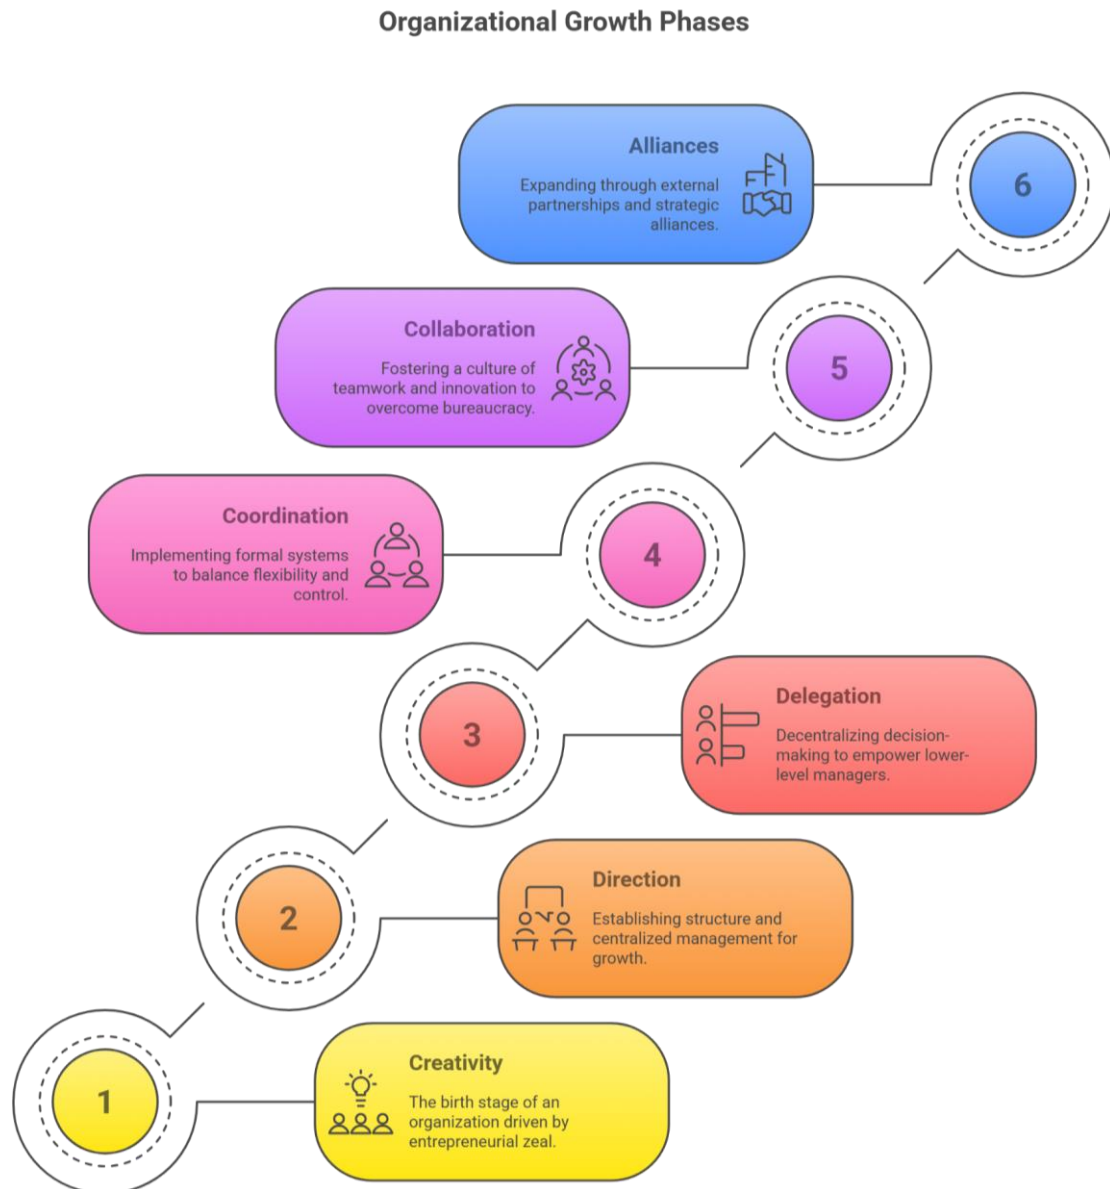 Organizational Growth Phases
Alliances
Expanding through external
partnerships and strategic
alliances.
6
Collaboration
Fostering a culture of
teamwork and innovation to
overcome bureaucracy.
5
Coordination
Implementing formal systems
to balance flexibility and
control.
4
3
Delegation
Decentralizing decision-
making to empower lower-
level managers.
2
Direction
Establishing structure and
centralized management for
growth.
1
Creativity
The birth stage of an
organization driven by
entrepreneurial zeal.